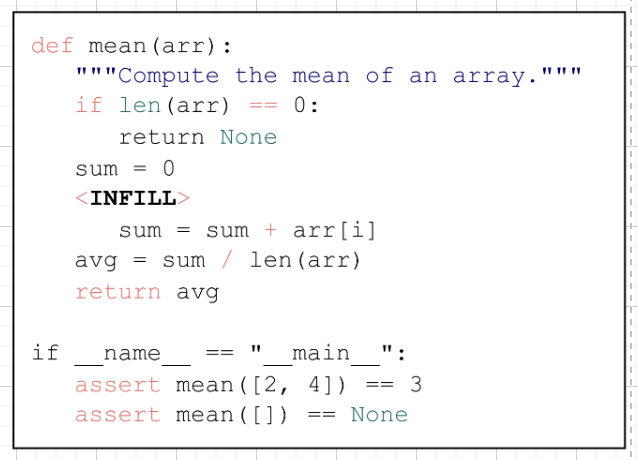 def mean(arr):
    """Compute the mean of an array."""
    if len(arr) == 0:
        return None
    sum = 0
    <INFILL>
        sum = sum + arr[i]
    avg = sum / len(arr)
    return avg

if __name__ == "__main__":
    assert mean([2, 4]) == 3
    assert mean([]) == None